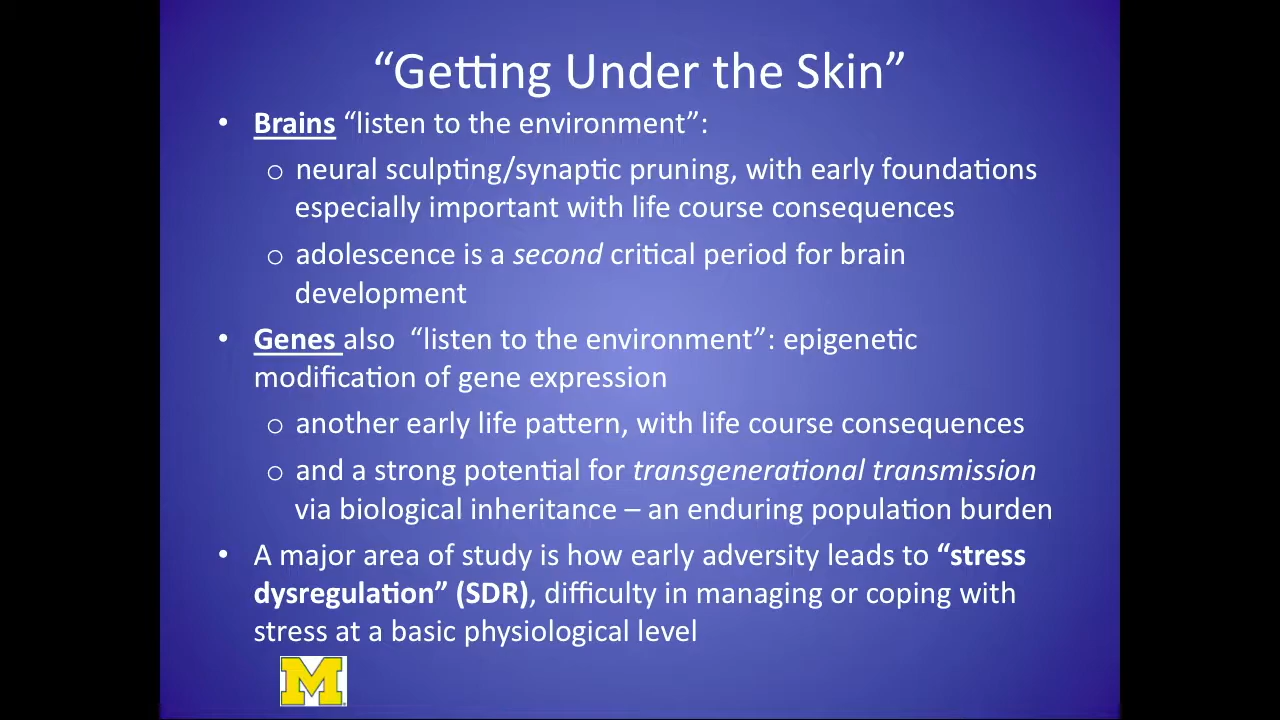 “Getting Under the Skin”
• Brains “listen to the environment”:
o neural sculpting/synaptic pruning, with early foundations
especially important with life course consequences
o adolescence is a second critical period for brain
development
• Genes also “listen to the environment”: epigenetic
modification of gene expression
o another early life pattern, with life course consequences
o and a strong potential for transgenerational transmission
via biological inheritance – an enduring population burden
• A major area of study is how early adversity leads to “stress
dysregulation” (SDR), difficulty in managing or coping with
stress at a basic physiological level
M